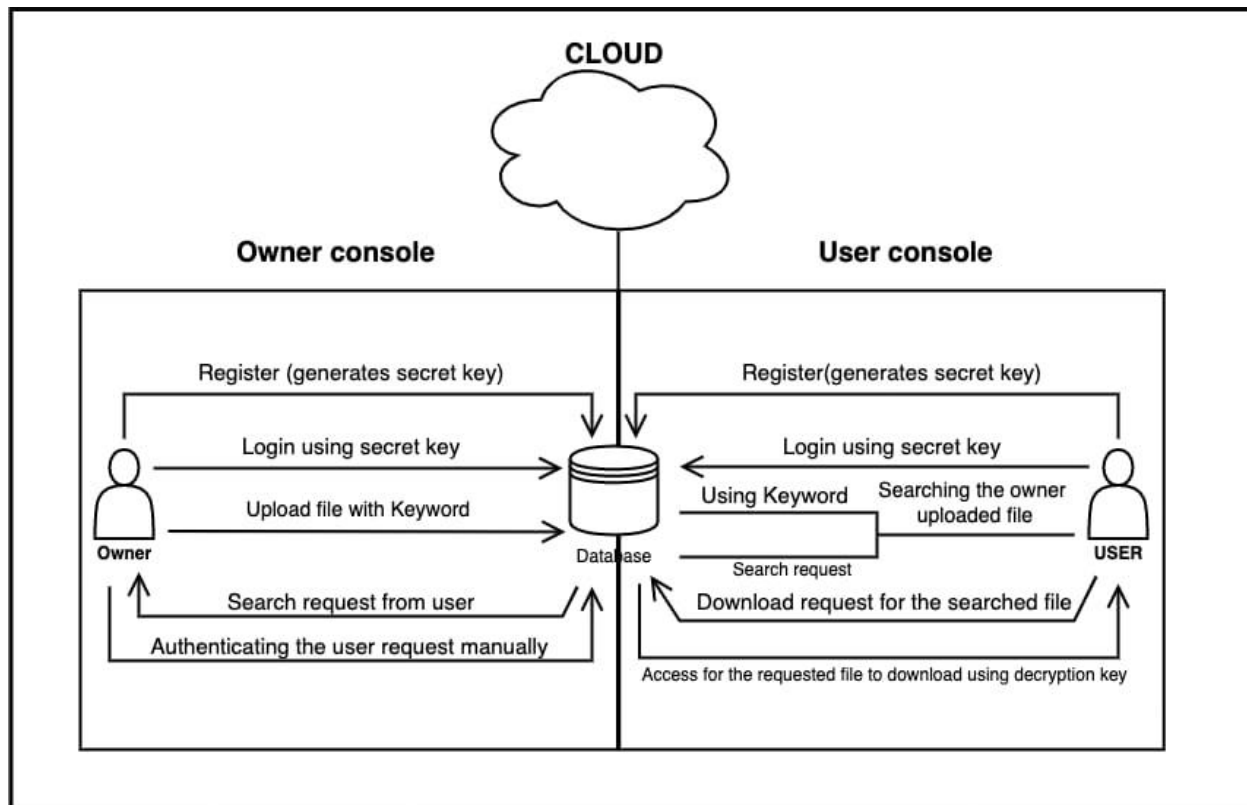 CLOUD
Owner console
User console
Register (generates secret key)
Register(generates secret key)
Login using secret key
Login using secret key
Upload file with Keyword
Using Keyword
Searching the owner
uploaded file
Owner
Database
Search request
USER
Search request from user
Download request for the searched file
Authenticating the user request manually
Access for the requested file to download using decryption key